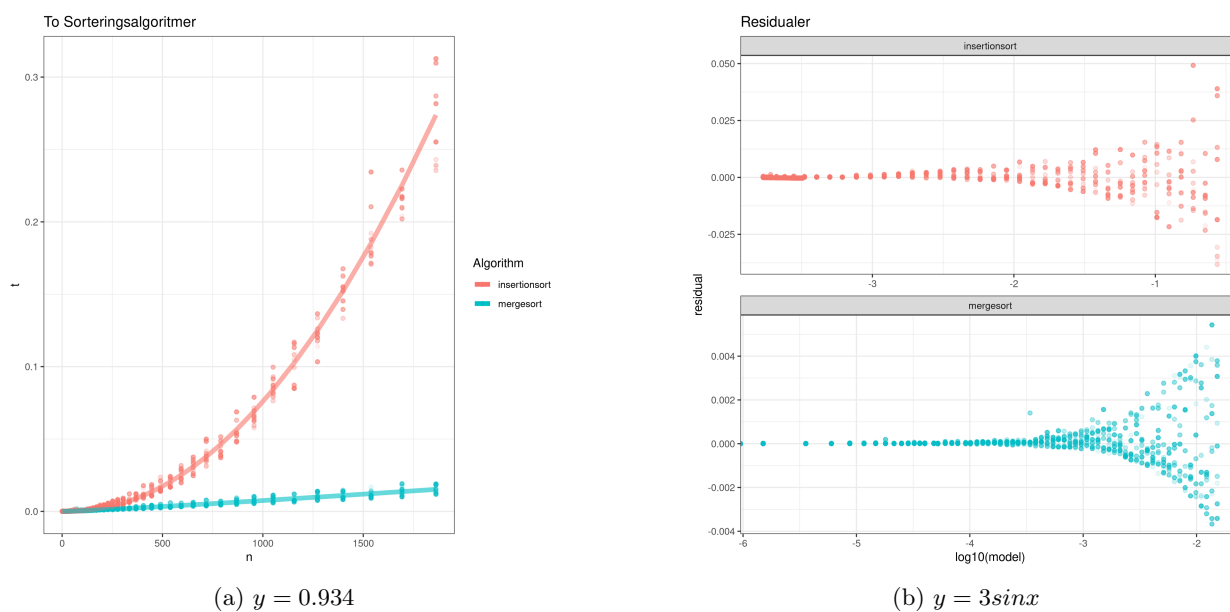 To Sorteringsalgoritmer
0.3
0.2
0.1
0.0
t
0
500
1000
1500
n
Algorithm
insertionsort
mergesort
(a) y = 0.934
Residualer
insertionsort
0.050
0.025
0.000
-0.025
-3
-2
-1
residual
mergesort
0.004
0.002
0.000
-0.002
-0.004
-6
-5
-4
-3
-2
log10(model)
(b) y = 3sinx